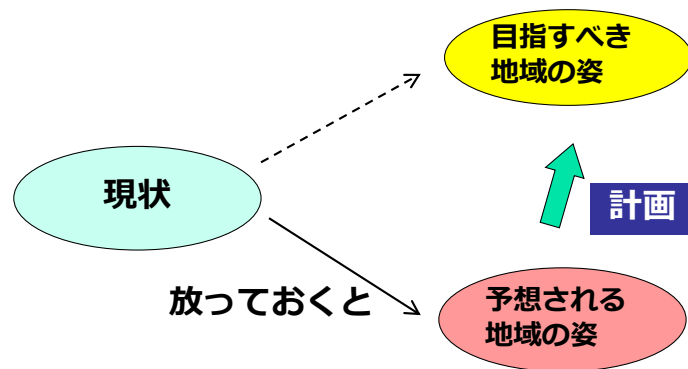 目指すべき
地域の姿
現状
計画
放っておくと
予想される
地域の姿